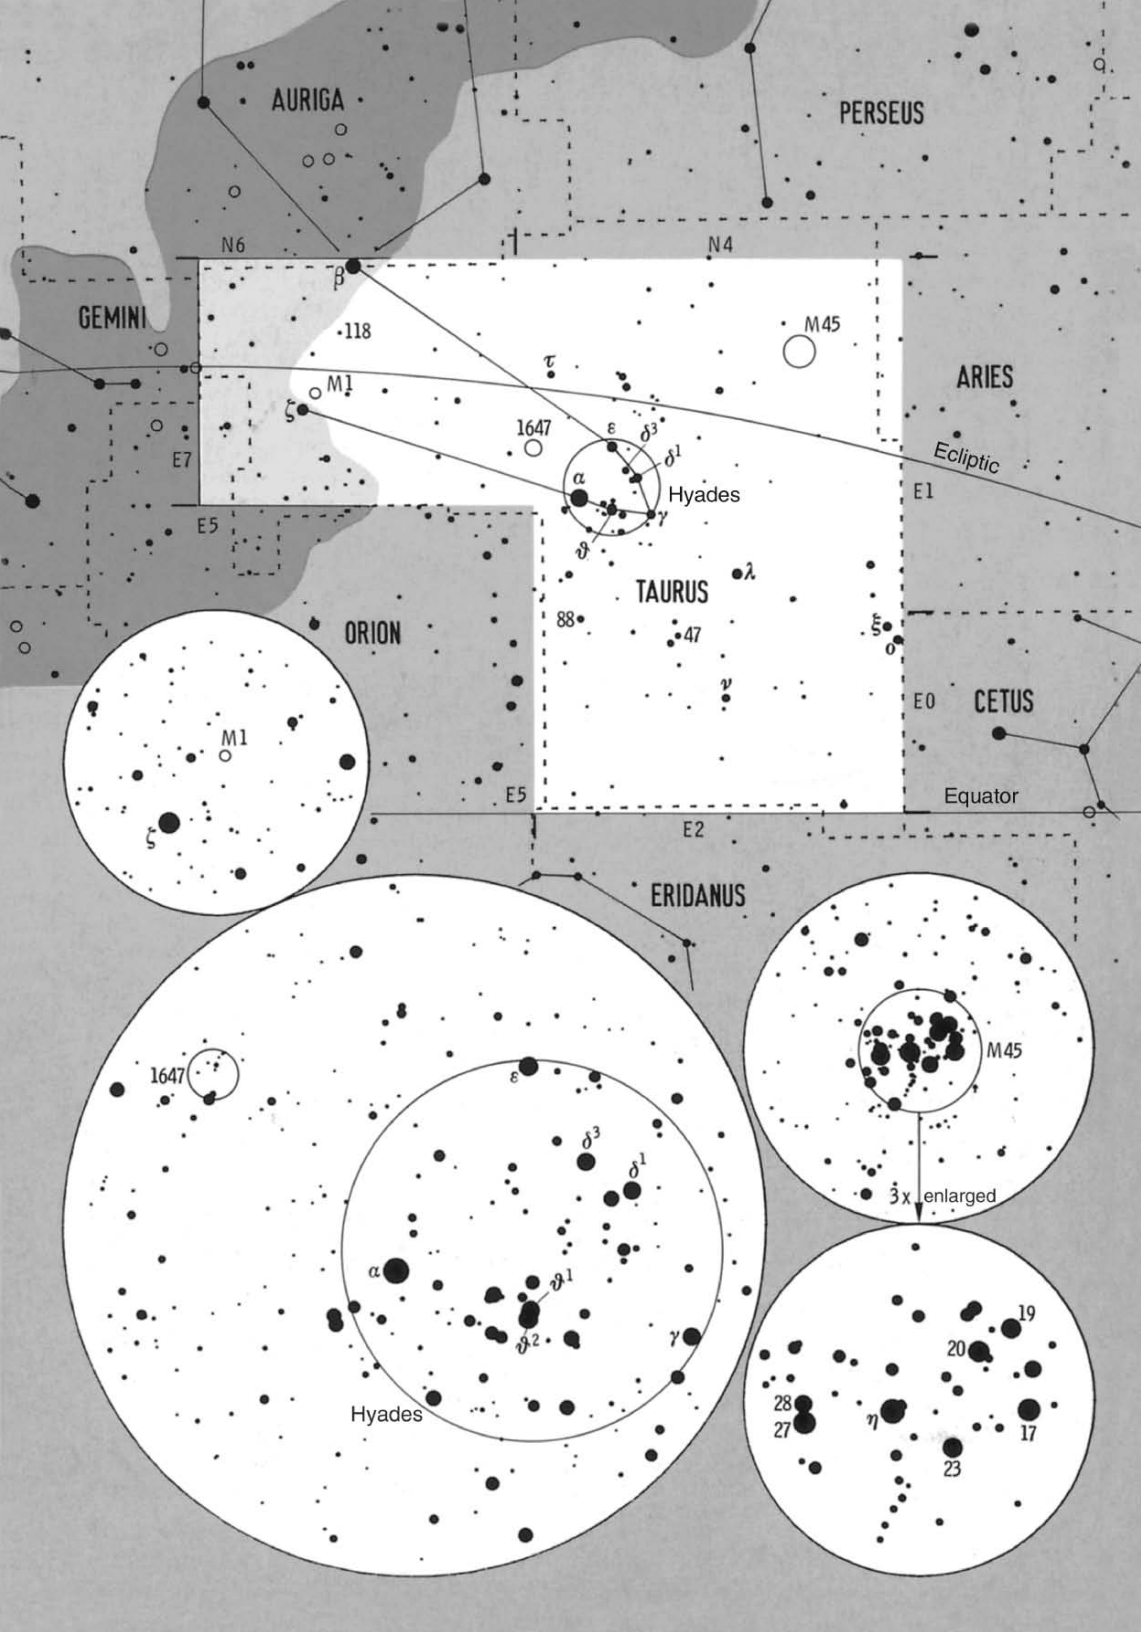 AURIGA
PERSEUS
N6
N4
β
GEMINI
118
M45
τ
ARIES
M1
ζ
1647
ε
δ³
δ¹
Ecliptic
E7
α
Hyades
E1
γ
E5
ϑ
λ
TAURUS
88
47
ξ
ο
ORION
ν
E0
CETUS
M1
E5
Equator
ζ
E2
ERIDANUS
1647
ε
M45
δ³
δ¹
3x enlarged
α
ϑ¹
ϑ²
γ
19
20
28
27
η
17
Hyades
23